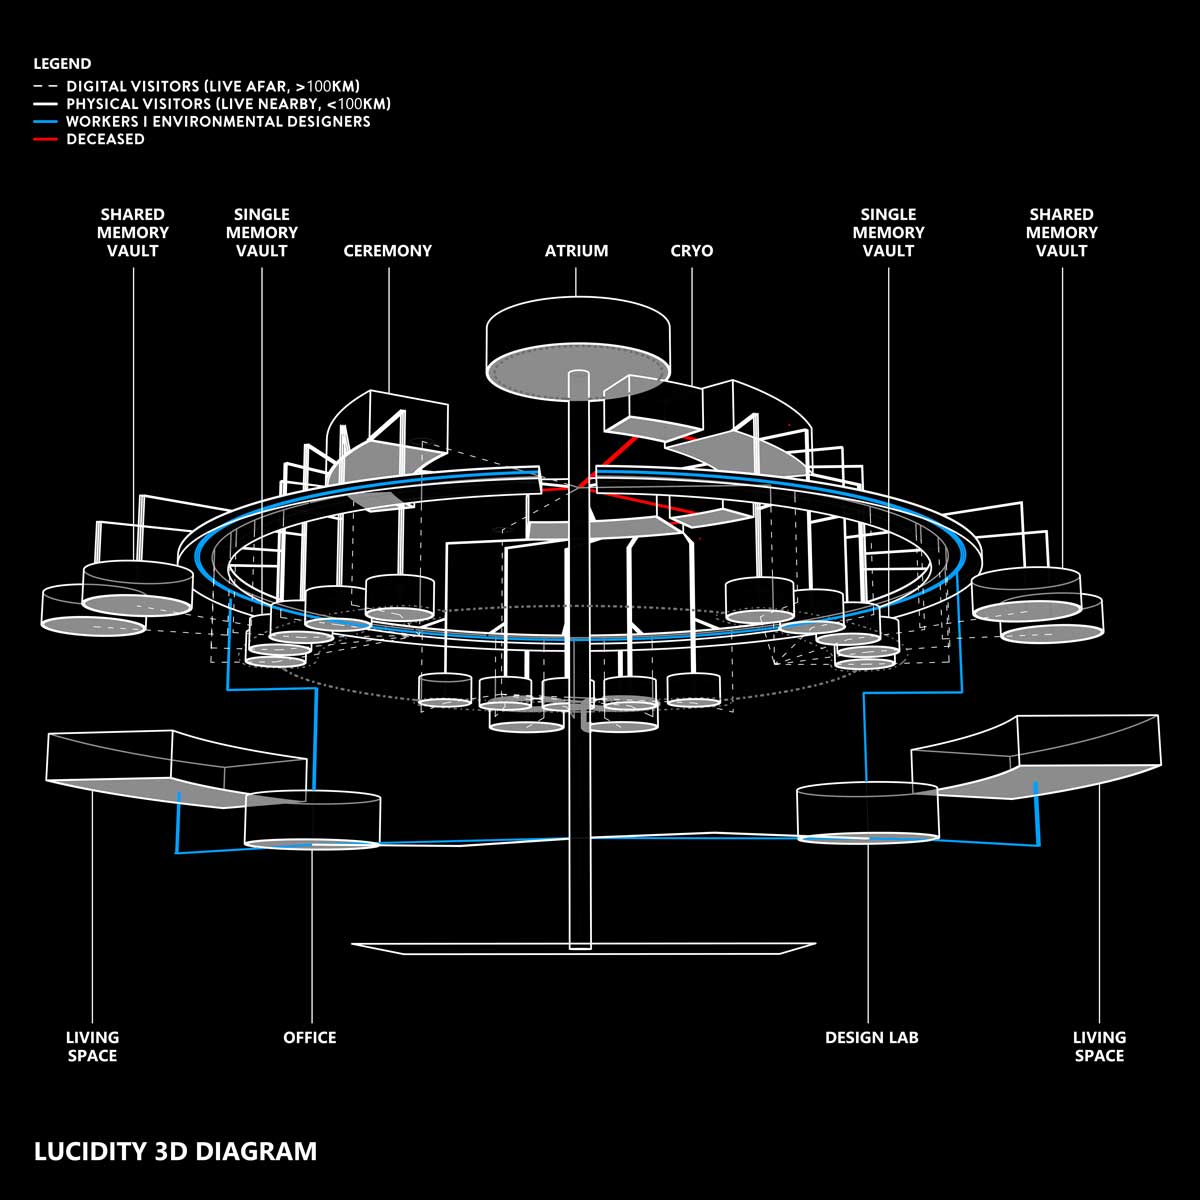 LEGEND
DIGITAL VISITORS (LIVE AFAR, >100KM)
PHYSICAL VISITORS (LIVE NEARBY, <100KM)
WORKERS I ENVIRONMENTAL DESIGNERS
DECEASED
SHARED
MEMORY
VAULT
SINGLE
MEMORY
VAULT
CEREMONY
ATRIUM
CRYO
SINGLE
MEMORY
VAULT
SHARED
MEMORY
VAULT
LIVING
SPACE
OFFICE
DESIGN LAB
LIVING
SPACE
LUCIDITY 3D DIAGRAM